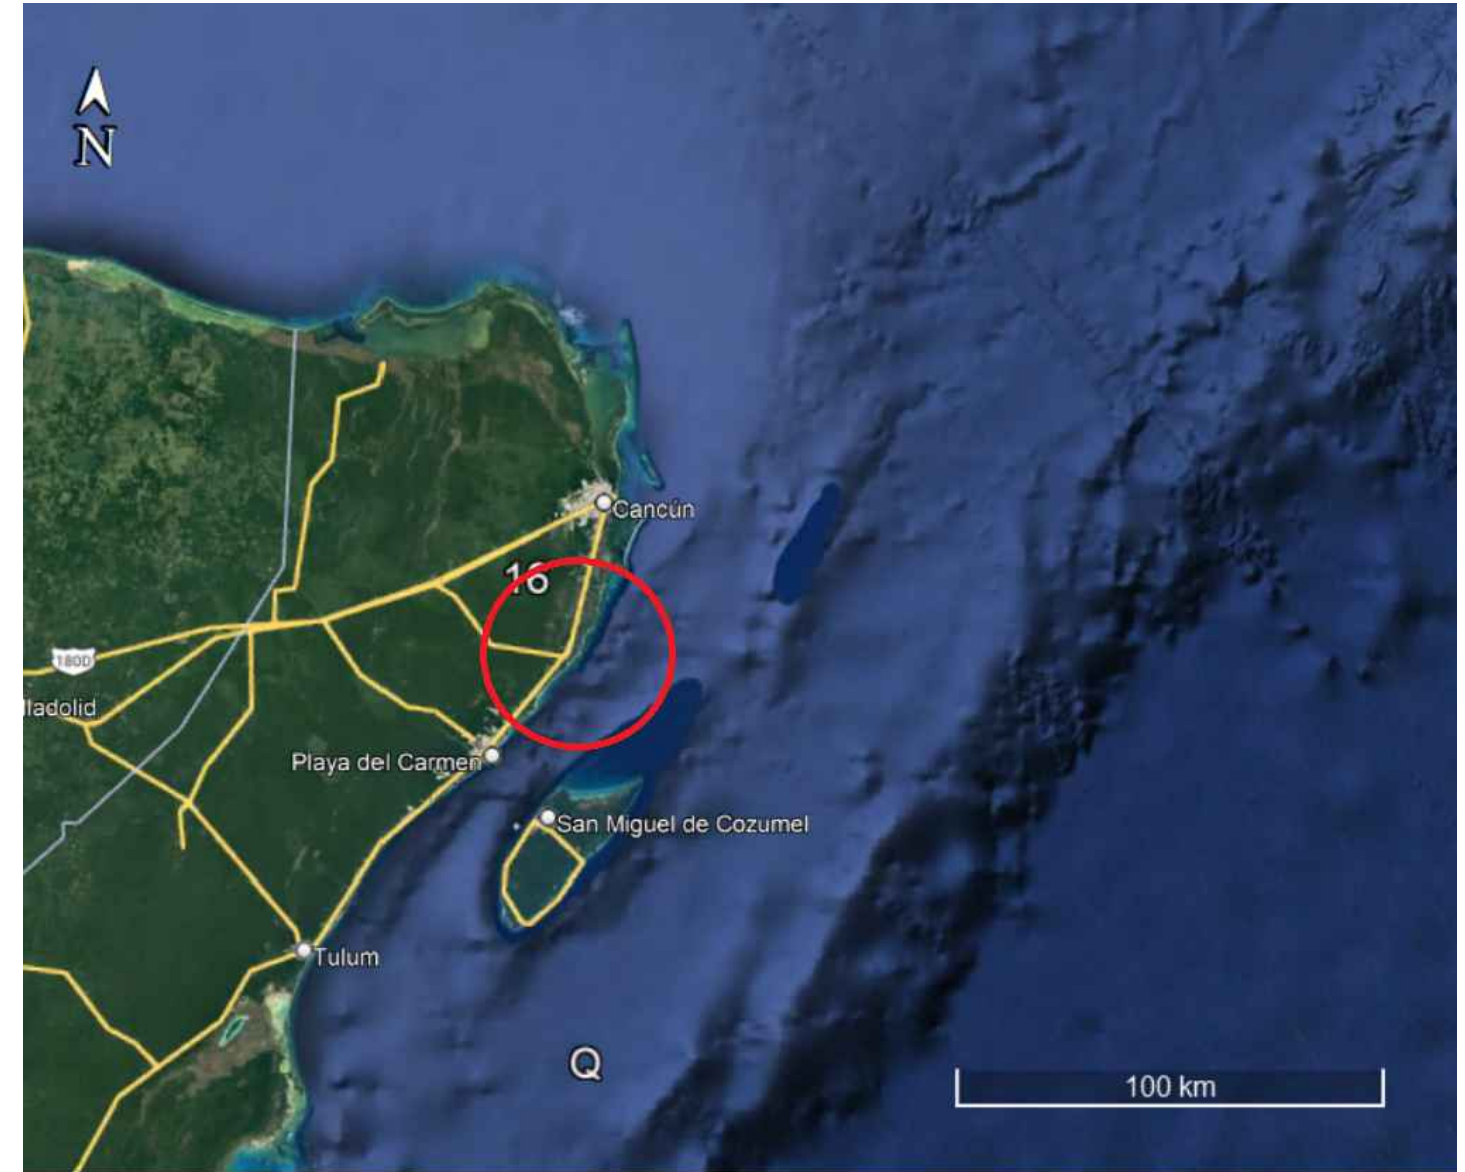 N
Cancún
16
180D
lladolid
Playa del Carmen
San Miguel de Cozumel
Tulum
Q
100 km